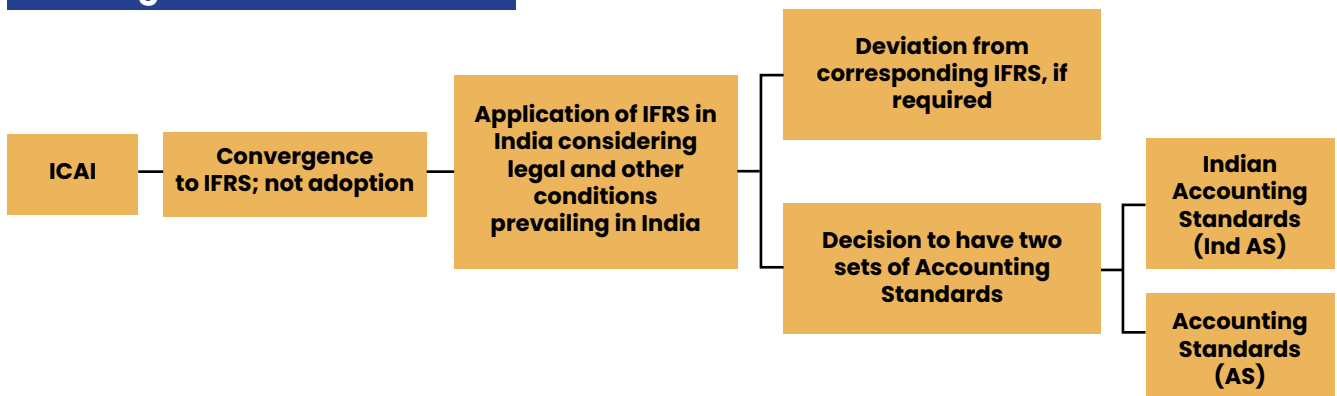 ICAI
Convergence
to IFRS; not adoption
Application of IFRS in
India considering
legal and other
conditions
prevailing in India
Deviation from
corresponding IFRS, if
required
Decision to have two
sets of Accounting
Standards
Indian
Accounting
Standards
(Ind AS)
Accounting
Standards
(AS)